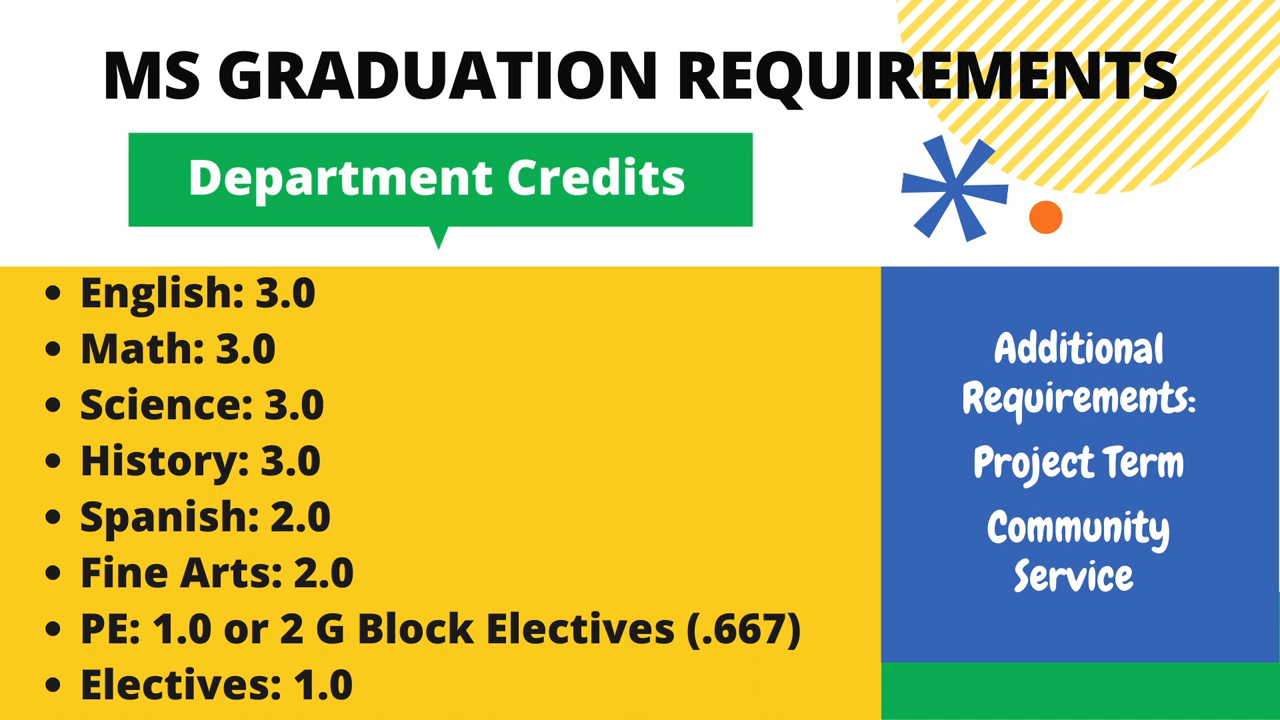 MS GRADUATION REQUIREMENTS
Department Credits
• English: 3.0
• Math: 3.0
• Science: 3.0
• History: 3.0
• Spanish: 2.0
• Fine Arts: 2.0
• PE: 1.0 or 2 G Block Electives (.667)
• Electives: 1.0
Additional
Requirements:
Project Term
Community
Service